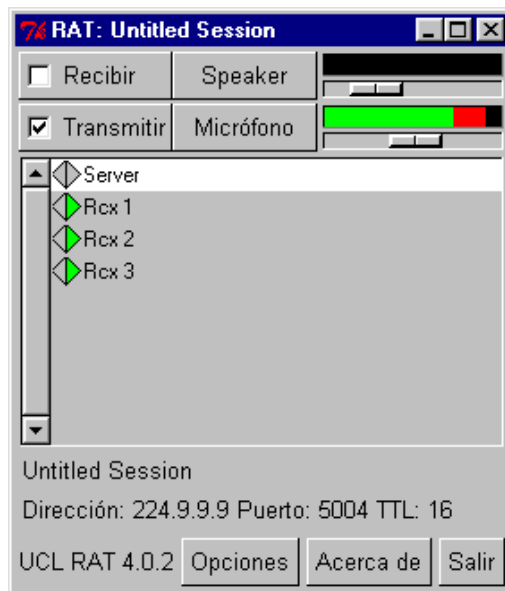 RAT: Untitled Session
Recibir Speaker
Transmitir Micrófono
Server
Rcx 1
Rcx 2
Rcx 3
Untitled Session
Dirección: 224.9.9.9 Puerto: 5004 TTL: 16
UCL RAT 4.0.2 Opciones Acerca de Salir